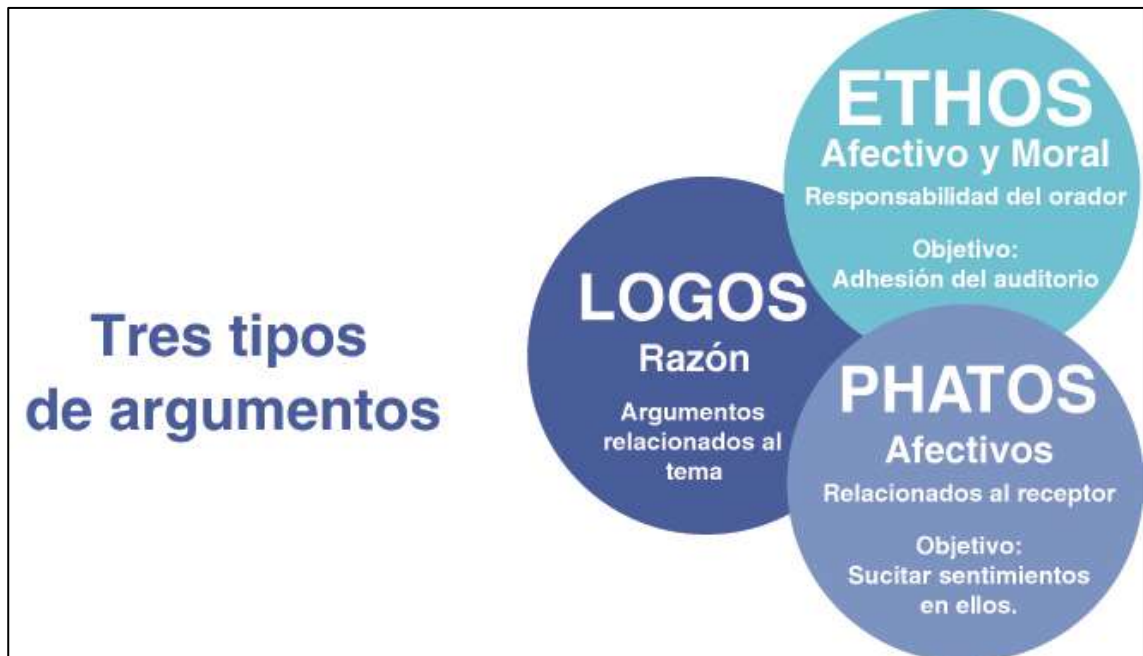 Tres tipos
de argumentos
LOGOS
Razón
Argumentos
relacionados al
tema
ETHOS
Afectivo y Moral
Responsabilidad del orador
Objetivo:
Adhesión del auditorio
PHATOS
Afectivos
Relacionados al receptor
Objetivo:
Sucitar sentimientos
en ellos.